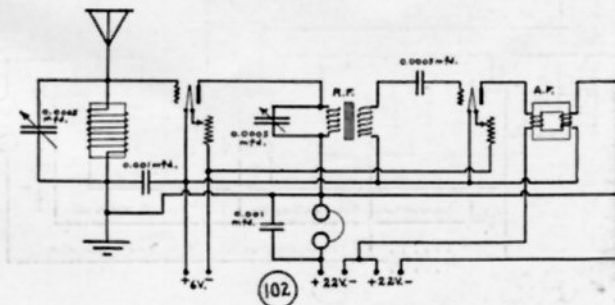 0.0005 mfd.
R.F.
A.F.
0.0005
mfd.
0.0005
mfd.
0.001 mfd.
0.001
mfd.
+6V.-
102
+22V.-
+22V.-